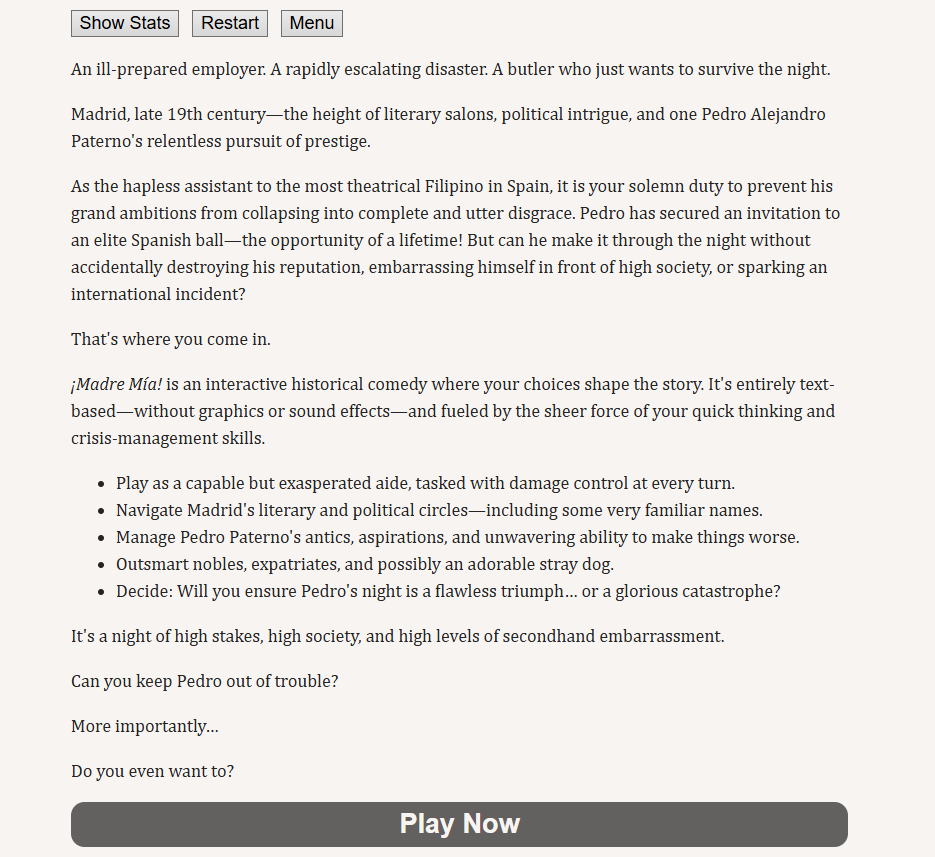 Show Stats Restart Menu
An ill-prepared employer. A rapidly escalating disaster. A butler who just wants to survive the night.
Madrid, late 19th century—the height of literary salons, political intrigue, and one Pedro Alejandro
Paterno's relentless pursuit of prestige.
As the hapless assistant to the most theatrical Filipino in Spain, it is your solemn duty to prevent his
grand ambitions from collapsing into complete and utter disgrace. Pedro has secured an invitation to
an elite Spanish ball—the opportunity of a lifetime! But can he make it through the night without
accidentally destroying his reputation, embarrassing himself in front of high society, or sparking an
international incident?
That's where you come in.
¡Madre Mía! is an interactive historical comedy where your choices shape the story. It's entirely text-
based—without graphics or sound effects—and fueled by the sheer force of your quick thinking and
crisis-management skills.
• Play as a capable but exasperated aide, tasked with damage control at every turn.
• Navigate Madrid's literary and political circles—including some very familiar names.
• Manage Pedro Paterno's antics, aspirations, and unwavering ability to make things worse.
• Outsmart nobles, expatriates, and possibly an adorable stray dog.
• Decide: Will you ensure Pedro's night is a flawless triumph… or a glorious catastrophe?
It's a night of high stakes, high society, and high levels of secondhand embarrassment.
Can you keep Pedro out of trouble?
More importantly…
Do you even want to?
Play Now